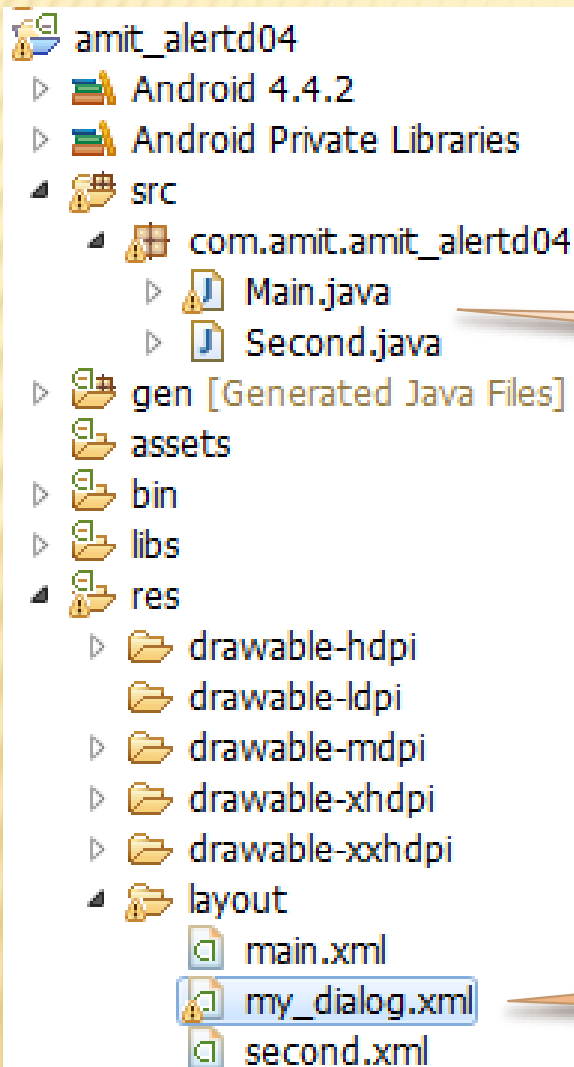 amit_alertd04
Android 4.4.2
Android Private Libraries
src
com.amit.amit_alertd04
Main.java
Second.java
gen [Generated Java Files]
assets
bin
libs
res
drawable-hdpi
drawable-ldpi
drawable-mdpi
drawable-xhdpi
drawable-xxhdpi
layout
main.xml
my_dialog.xml
second.xml